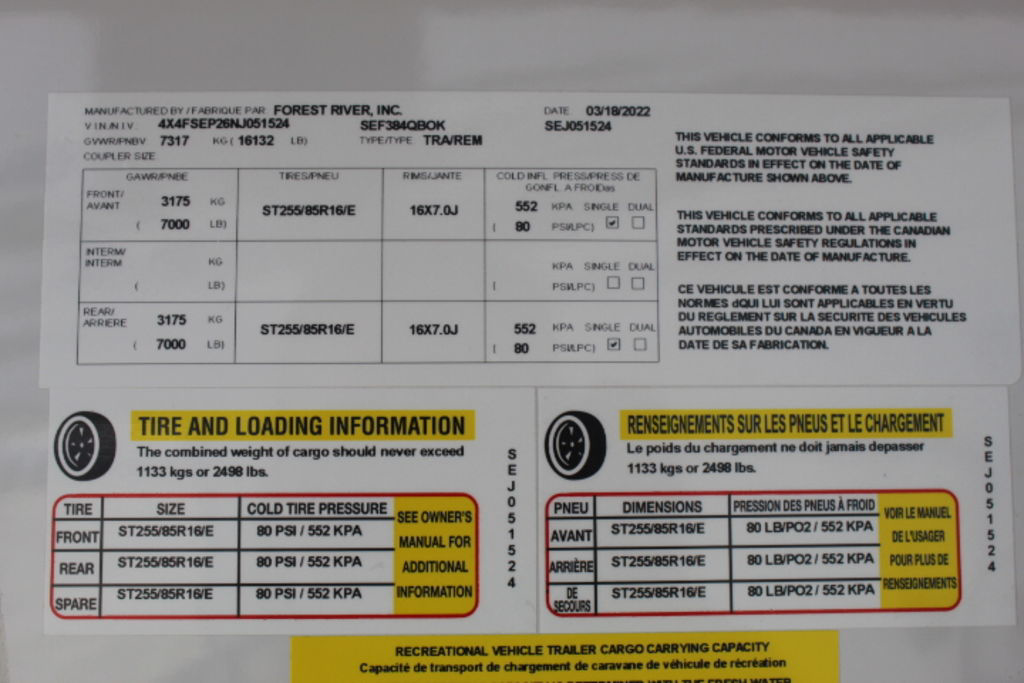 MANUFACTURED BY / FABRIQUE PAR FOREST RIVER, INC. DATE 03/18/2022
V.I.N./N.I.V. 4X4FSEP26NJ051524 SEF384QBOK SEJ051524
GVWR/PNBV 7317 KG ( 16132 LB) TYPE/TYPE TRA/REM
COUPLER SIZE
GAWR/PNBE TIRES/PNEU RIMS/JANTE COLD INFL. PRESS/PRESS DE
GONFL. A FROIDas
FRONT/
AVANT 3175 KG ST255/85R16/E 16X7.0J 552 KPA SINGLE DUAL
( 7000 LB) ( 80 PSI/LPC) ✔ ☐
INTERM/
INTERM KG KPA SINGLE DUAL
( LB) ( PSI/LPC) ☐ ☐
REAR/
ARRIERE 3175 KG ST255/85R16/E 16X7.0J 552 KPA SINGLE DUAL
( 7000 LB) ( 80 PSI/LPC) ✔ ☐
THIS VEHICLE CONFORMS TO ALL APPLICABLE
U.S. FEDERAL MOTOR VEHICLE SAFETY
STANDARDS IN EFFECT ON THE DATE OF
MANUFACTURE SHOWN ABOVE.
THIS VEHICLE CONFORMS TO ALL APPLICABLE
STANDARDS PRESCRIBED UNDER THE CANADIAN
MOTOR VEHICLE SAFETY REGULATIONS IN
EFFECT ON THE DATE OF MANUFACTURE.
CE VEHICULE EST CONFORME A TOUTES LES
NORMES dQUI LUI SONT APPLICABLES EN VERTU
DU REGLEMENT SUR LA SECURITE DES VEHICULES
AUTOMOBILES DU CANADA EN VIGUEUR A LA
DATE DE SA FABRICATION.
TIRE AND LOADING INFORMATION
The combined weight of cargo should never exceed
1133 kgs or 2498 lbs.
TIRE SIZE COLD TIRE PRESSURE
FRONT ST255/85R16/E 80 PSI / 552 KPA
REAR ST255/85R16/E 80 PSI / 552 KPA
SPARE ST255/85R16/E 80 PSI / 552 KPA
SEE OWNER'S
MANUAL FOR
ADDITIONAL
INFORMATION
SEJ051524
RENSEIGNEMENTS SUR LES PNEUS ET LE CHARGEMENT
Le poids du chargement ne doit jamais depasser
1133 kgs or 2498 lbs.
PNEU DIMENSIONS PRESSION DES PNEUS À FROID
AVANT ST255/85R16/E 80 LB/PO2 / 552 KPA
ARRIÈRE ST255/85R16/E 80 LB/PO2 / 552 KPA
DE
SECOURS ST255/85R16/E 80 LB/PO2 / 552 KPA
VOIR LE MANUEL
DE L'USAGER
POUR PLUS DE
RENSEIGNEMENTS
SEJ051524
RECREATIONAL VEHICLE TRAILER CARGO CARRYING CAPACITY
Capacité de transport de chargement de caravane de véhicule de récréation
WITH THE FRESH WATER